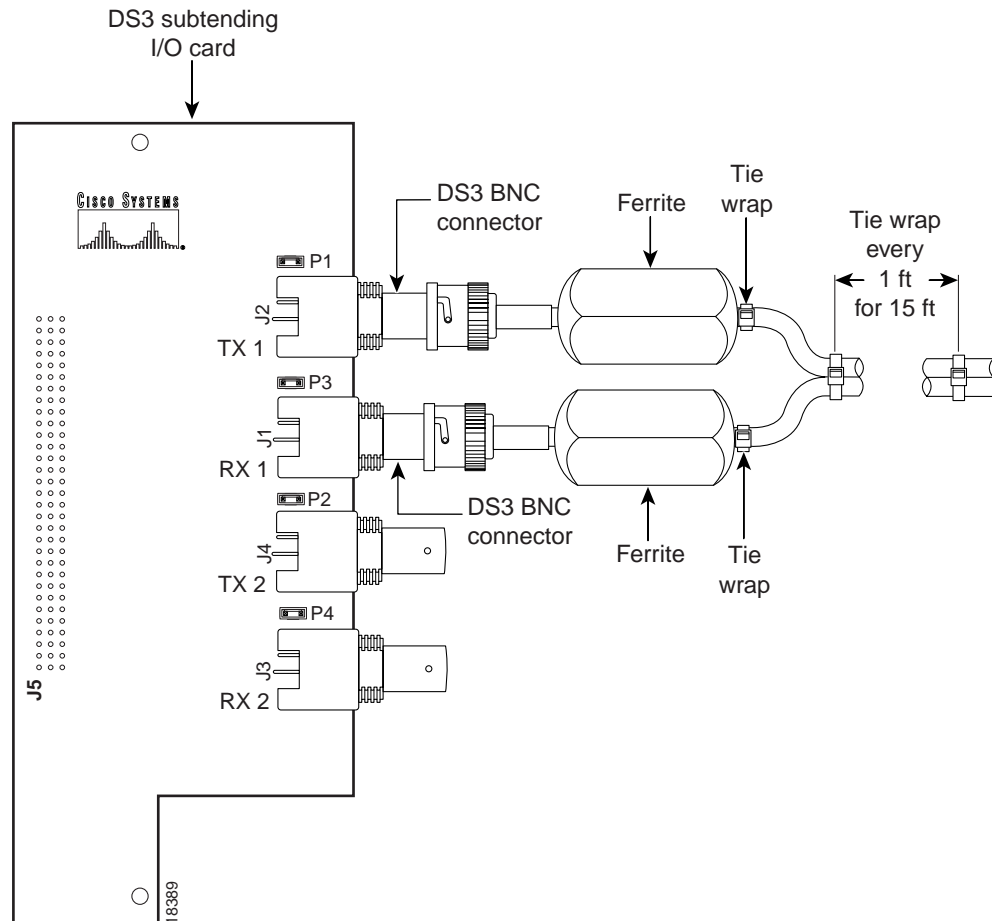 DS3 subtending
I/O card
CISCO SYSTEMS
DS3 BNC
connector
Ferrite
Tie
wrap
Tie wrap
every
1 ft
for 15 ft
P1
J2
TX 1
P3
J1
RX 1
DS3 BNC
connector
Ferrite
Tie
wrap
P2
J4
TX 2
P4
J3
RX 2
J5
18389